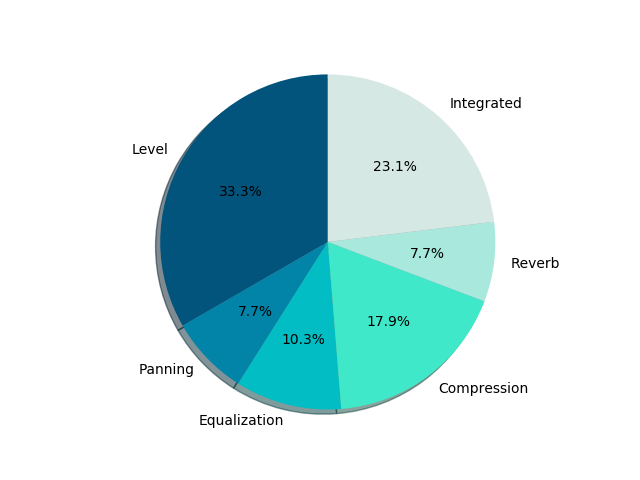 Integrated
Level
23.1%
33.3%
7.7%
Reverb
7.7%
17.9%
10.3%
Panning
Compression
Equalization